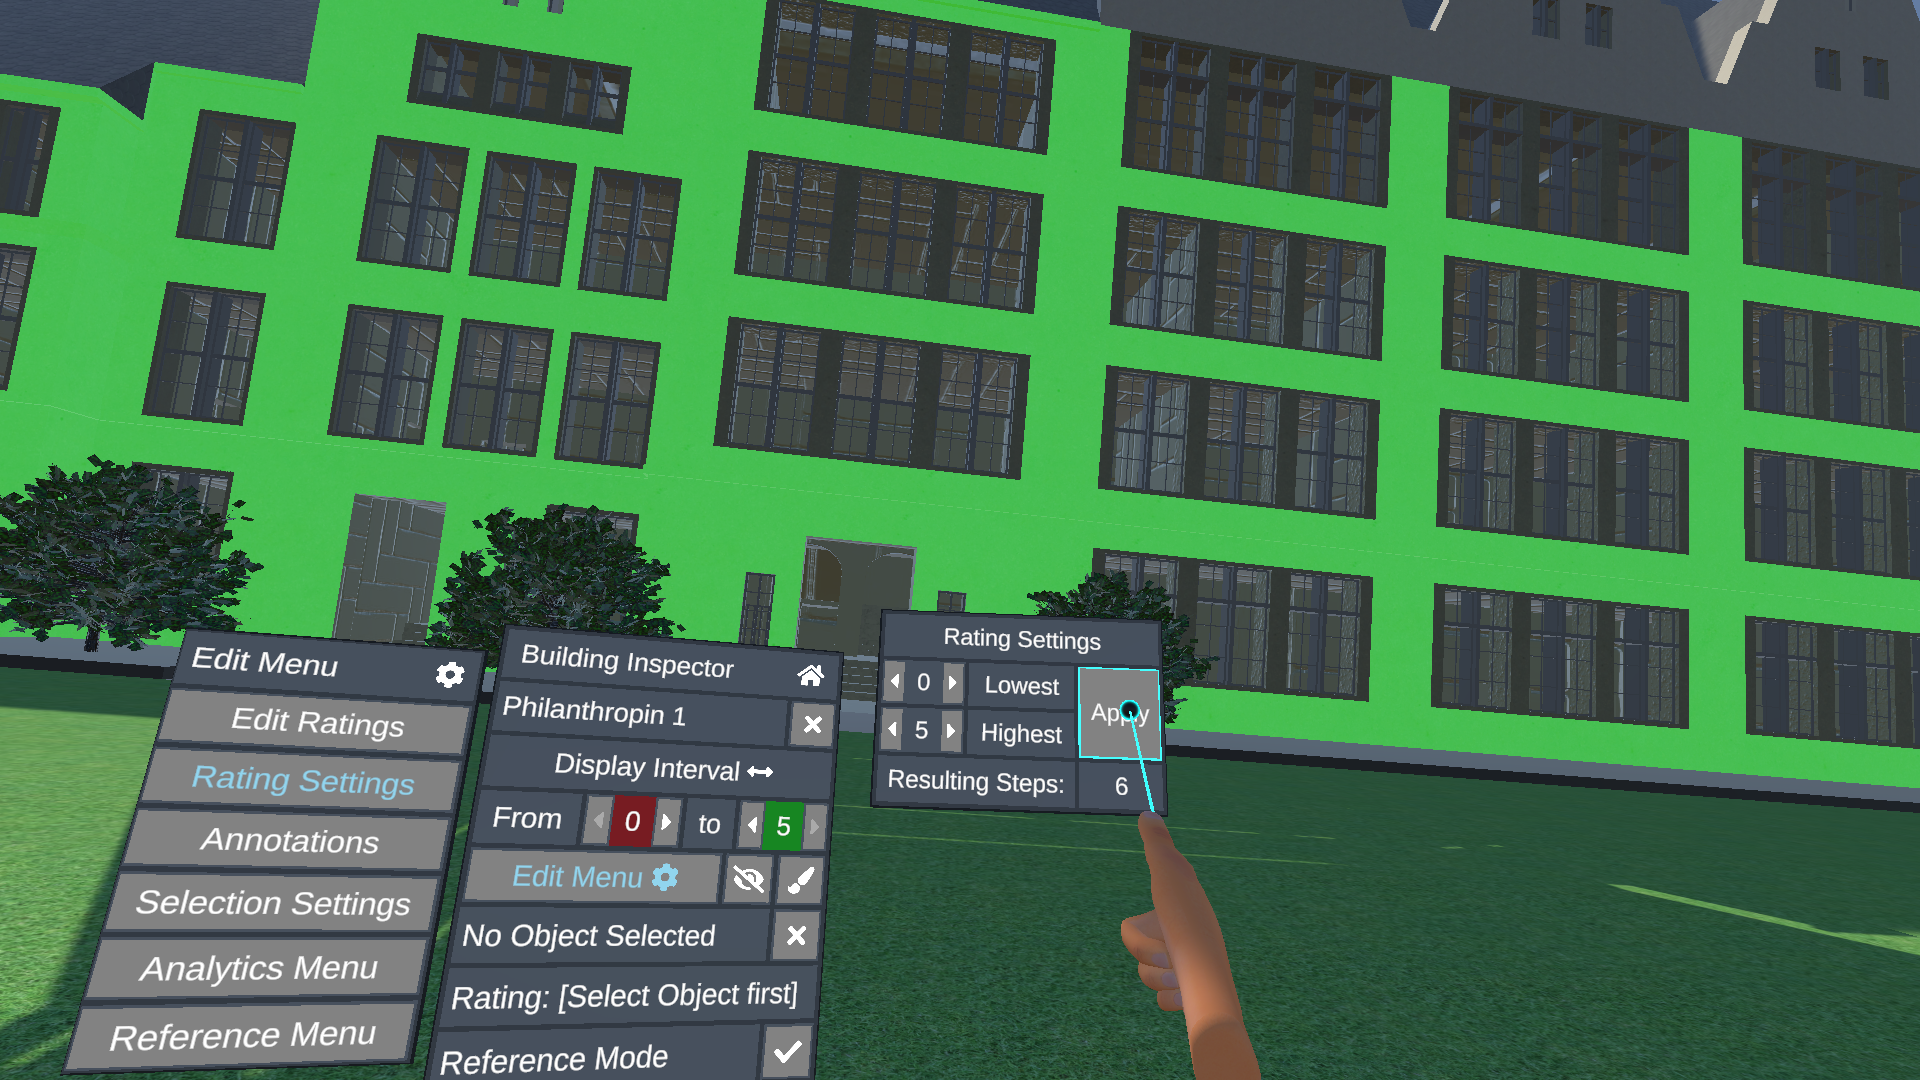 Edit Menu
Edit Ratings
Rating Settings
Annotations
Selection Settings
Analytics Menu
Reference Menu
Building Inspector
Philanthropin 1
Display Interval
From 0 to 5
Edit Menu
No Object Selected
Rating: [Select Object first]
Reference Mode
Rating Settings
0 Lowest
Apply
5 Highest
Resulting Steps: 6